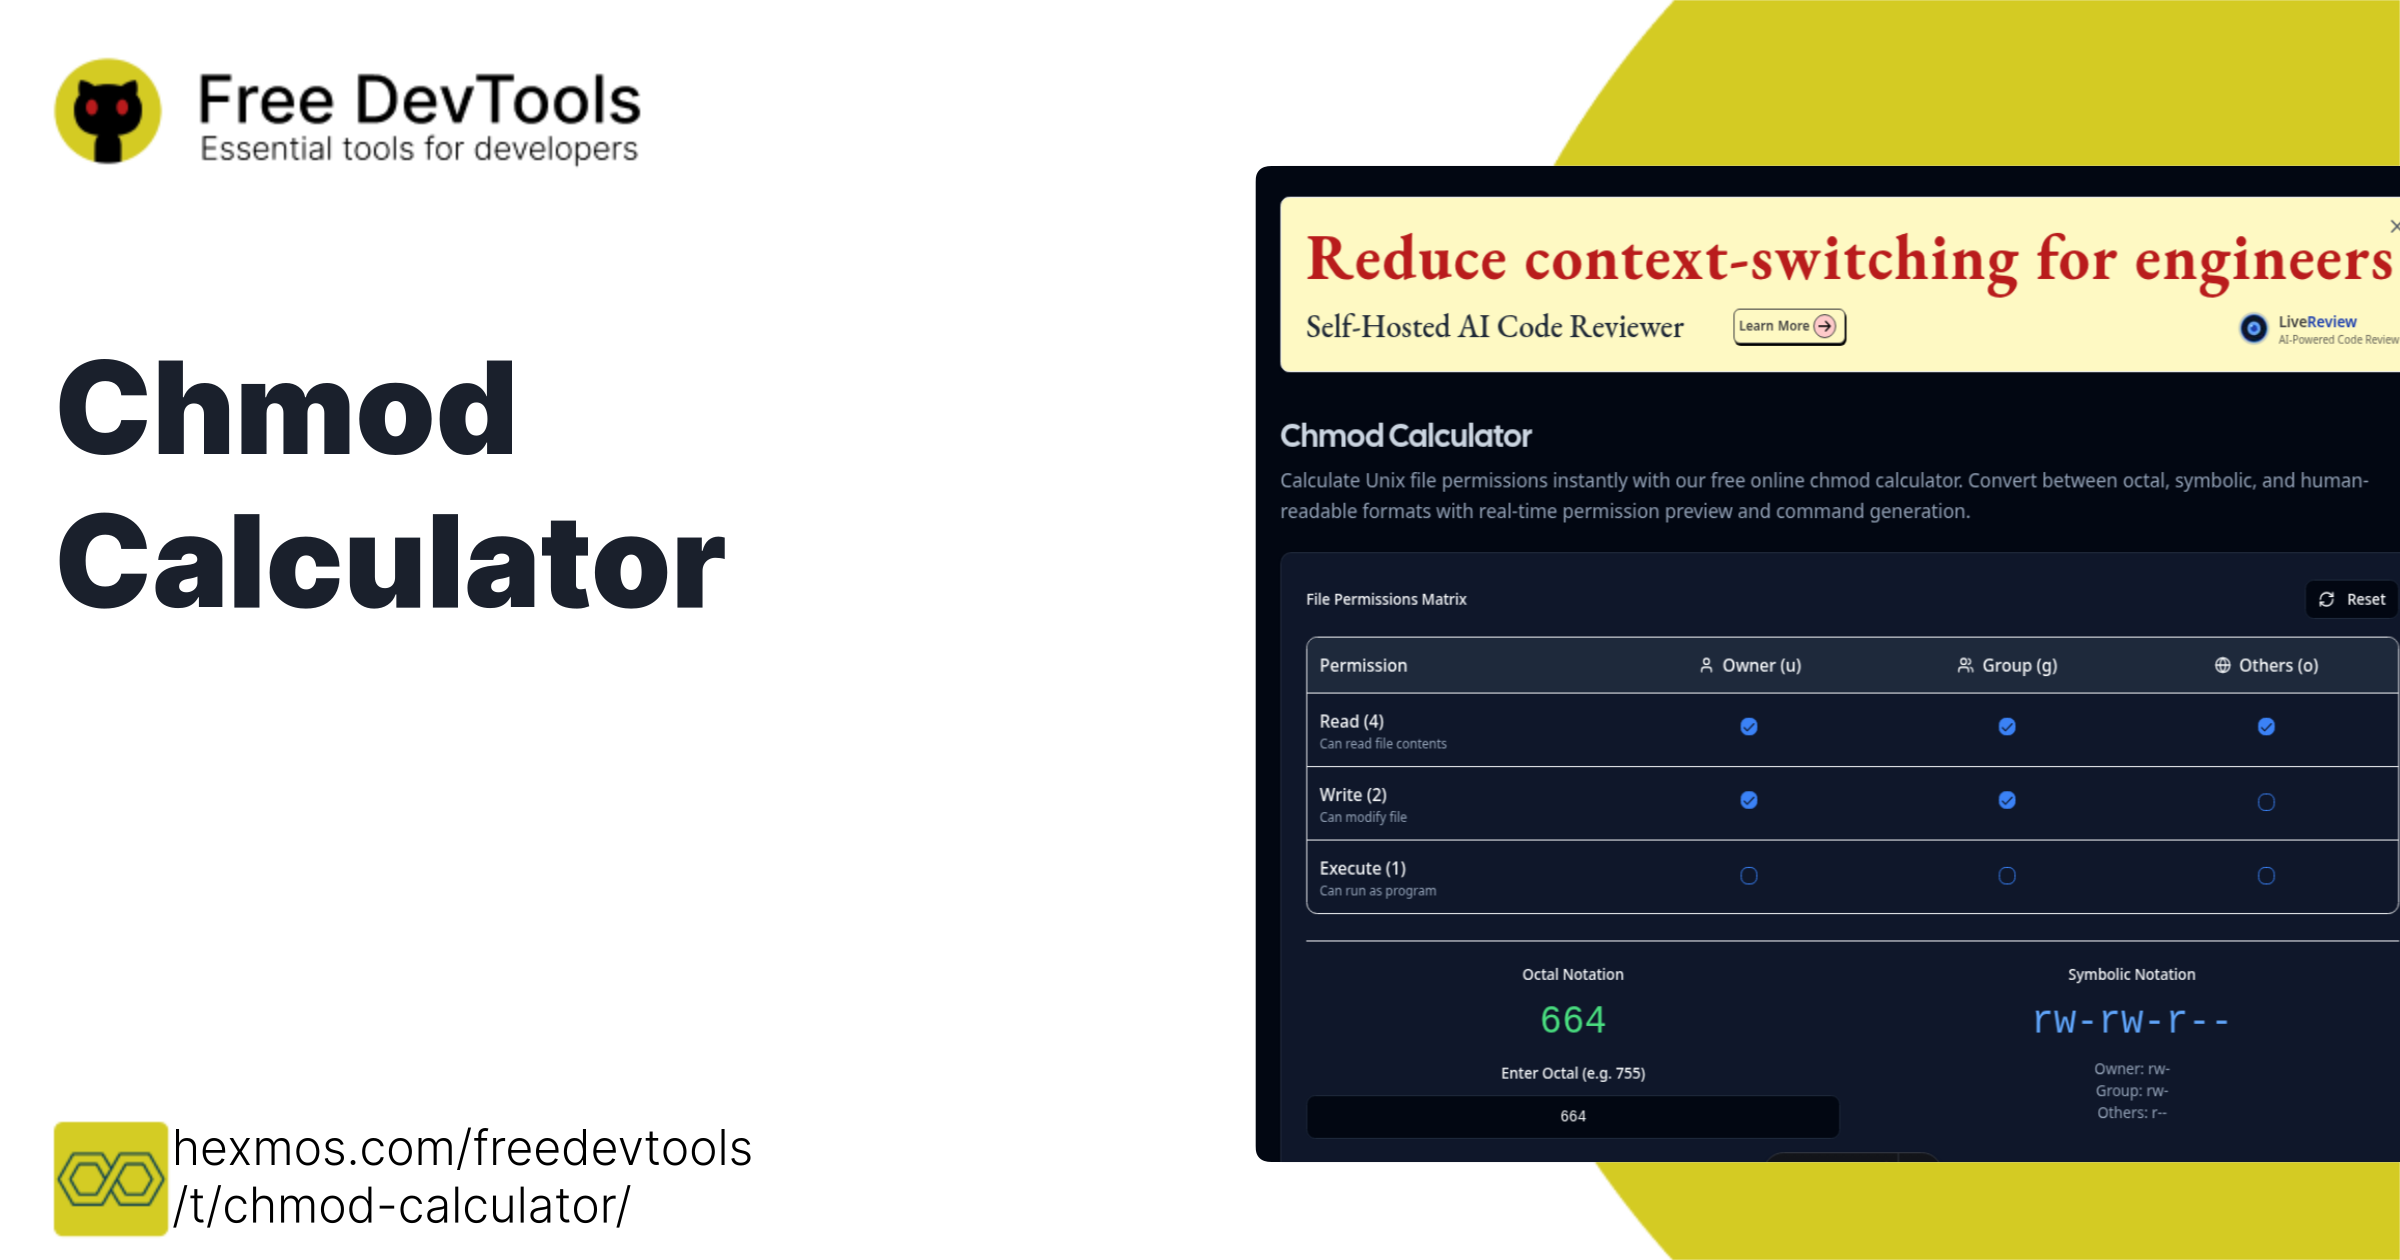 Free DevTools
Essential tools for developers
Chmod
Calculator
hexmos.com/freedevtools
/t/chmod-calculator/
Reduce context-switching for engineers
Self-Hosted AI Code Reviewer
Learn More
LiveReview
AI-Powered Code Review
Chmod Calculator
Calculate Unix file permissions instantly with our free online chmod calculator. Convert between octal, symbolic, and human-
readable formats with real-time permission preview and command generation.
File Permissions Matrix
Reset
Permission Owner (u) Group (g) Others (o)
Read (4)
Can read file contents
Write (2)
Can modify file
Execute (1)
Can run as program
Octal Notation
664
Enter Octal (e.g. 755)
664
Symbolic Notation
rw-rw-r--
Owner: rw-
Group: rw-
Others: r--